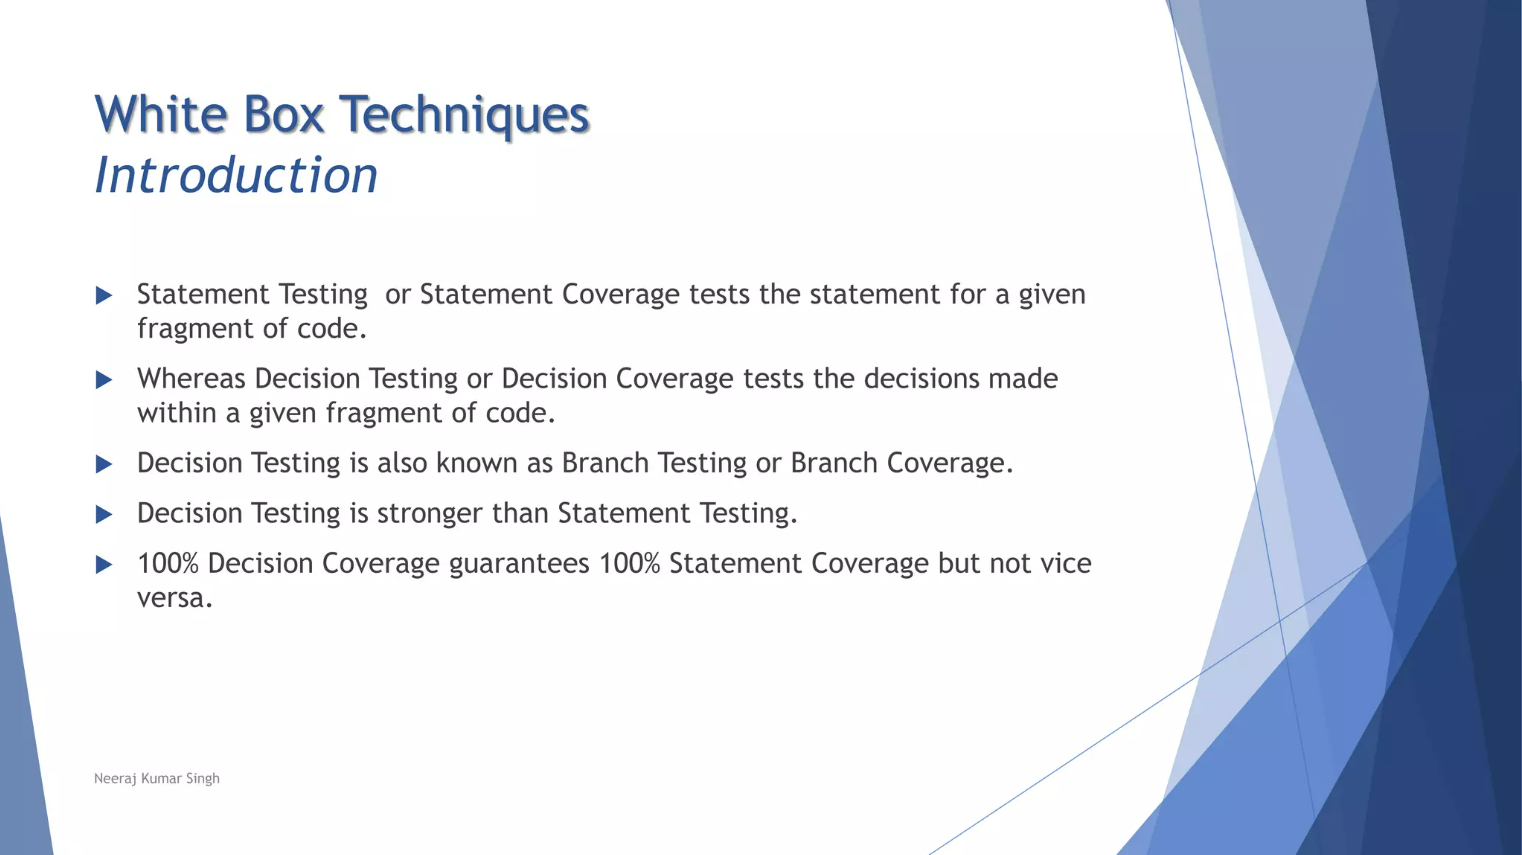 White Box Techniques
Introduction
Statement Testing  or Statement Coverage tests the statement for a given
fragment of code.
Whereas Decision Testing or Decision Coverage tests the decisions made
within a given fragment of code.
Decision Testing is also known as Branch Testing or Branch Coverage.
Decision Testing is stronger than Statement Testing.
100% Decision Coverage guarantees 100% Statement Coverage but not vice
versa.
Neeraj Kumar Singh